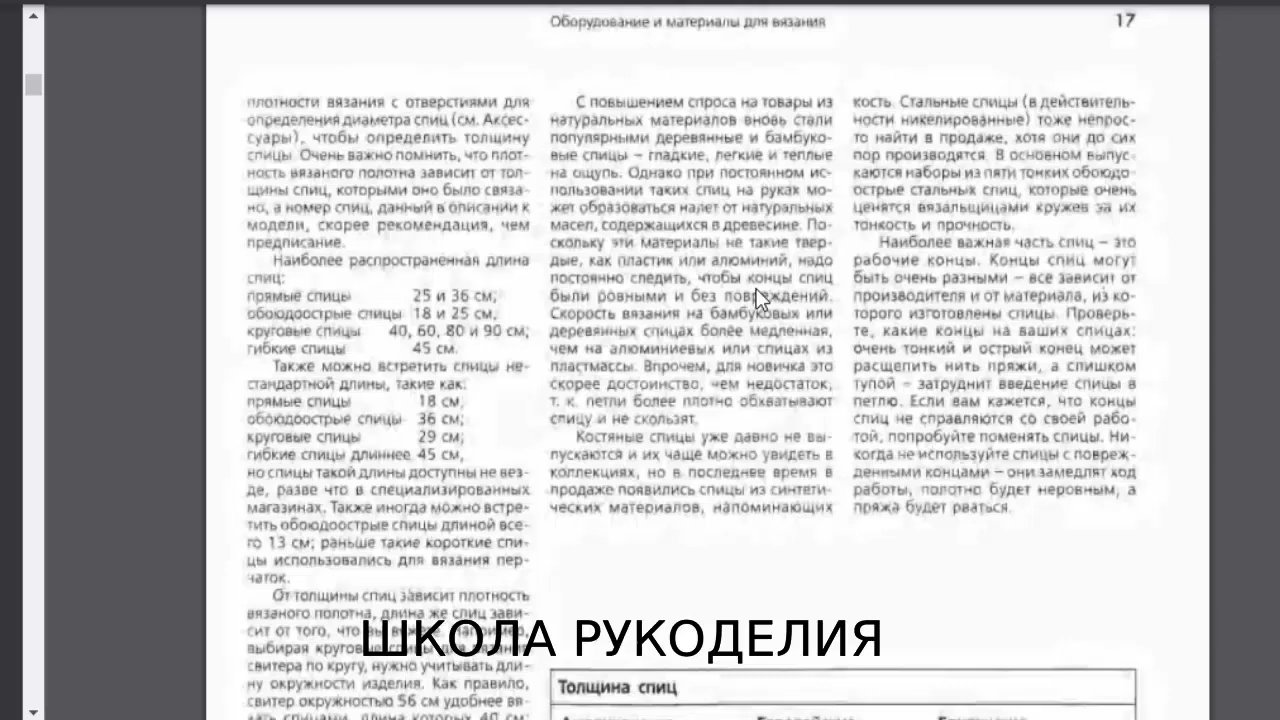 Оборудование и материалы для вязания
17
плотности вязания с отверстиями для
определения диаметра спиц (см. Аксес-
суары), чтобы определить толщину
спицы. Очень важно помнить, что плот-
ность вязаного полотна зависит от тол-
щины спиц, которыми оно было связа-
но, а номер спиц, данный в описании к
модели, скорее рекомендация, чем
предписание.
Наиболее распространенная длина
спиц:
прямые спицы 25 и 36 см;
обоюдоострые спицы 18 и 25 см,
круговые спицы 40, 60, 80 и 90 см;
гибкие спицы 45 см.
Также можно встретить спицы не-
стандартной длины, такие как:
прямые спицы 18 см,
обоюдоострые спицы 36 см;
круговые спицы 29 см;
гибкие спицы длиннее 45 см,
но спицы такой длины доступны не вез-
де, разве что в специализированных
магазинах. Также иногда можно встре-
тить обоюдоострые спицы длиной все-
го 13 см; раньше такие короткие спи-
цы использовались для вязания пер-
чаток.
От толщины спиц зависит плотность
вязаного полотна, длина же спиц зави-
сит от того, что вы вяжете. Например,
выбирая круговые спицы для вязания
свитера по кругу, нужно учитывать дли-
ну окружности изделия. Как правило,
свитер окружностью 56 см удобнее вя-
зать спицами, длина которых 40 см;
С повышением спроса на товары из
натуральных материалов вновь стали
популярными деревянные и бамбуко-
вые спицы – гладкие, легкие и теплые
на ощупь. Однако при постоянном ис-
пользовании таких спиц на руках мо-
жет образоваться налет от натуральных
масел, содержащихся в древесине. По-
скольку эти материалы не такие твер-
дые, как пластик или алюминий, надо
постоянно следить, чтобы концы спиц
были ровными и без повреждений.
Скорость вязания на бамбуковых или
деревянных спицах более медленная,
чем на алюминиевых или спицах из
пластмассы. Впрочем, для новичка это
скорее достоинство, чем недостаток,
т. к. петли более плотно обхватывают
спицу и не скользят.
Костяные спицы уже давно не вы-
пускаются и их чаще можно увидеть в
коллекциях, но в последнее время в
продаже появились спицы из синтети-
ческих материалов, напоминающих
кость. Стальные спицы (в действитель-
ности никелированные) тоже непрос-
то найти в продаже, хотя они до сих
пор производятся. В основном выпус-
каются наборы из пяти тонких обоюдо-
острые стальных спиц, которые очень
ценятся вязальщицами кружев за их
тонкость и прочность.
Наиболее важная часть спиц – это
рабочие концы. Концы спиц могут
быть очень разными – все зависит от
производителя и от материала, из ко-
торого изготовлены спицы. Проверь-
те, какие концы на ваших спицах:
очень тонкий и острый конец может
расщепить нить пряжи, а слишком
тупой – затруднит введение спицы в
петлю. Если вам кажется, что концы
спиц не справляются со своей рабо-
той, попробуйте поменять спицы. Ни-
когда не используйте спицы с повреж-
денными концами – они замедлят ход
работы, полотно будет неровным, а
пряжа будет рваться.
ШКОЛА РУКОДЕЛИЯ
Толщина спиц